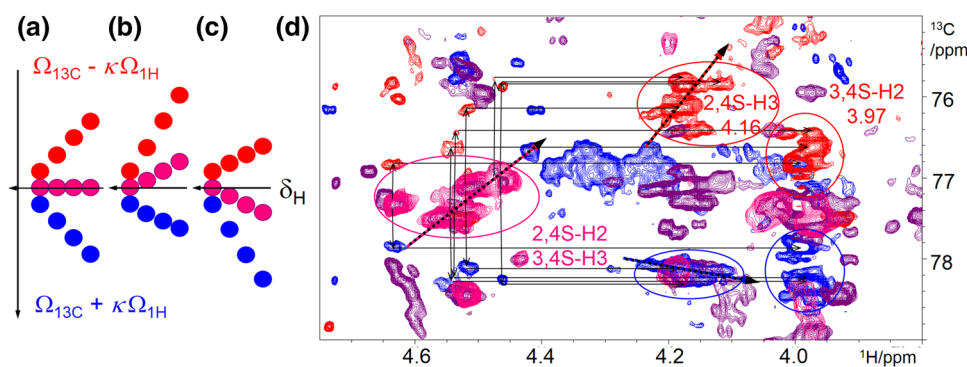 (a)
(b)
(c)
(d)
Ω13C - κΩ1H
δH
Ω13C + κΩ1H
13C
/ppm
76
77
78
2,4S-H3
4.16
3,4S-H2
3.97
2,4S-H2
3,4S-H3
4.6
4.4
4.2
4.0
1H/ppm